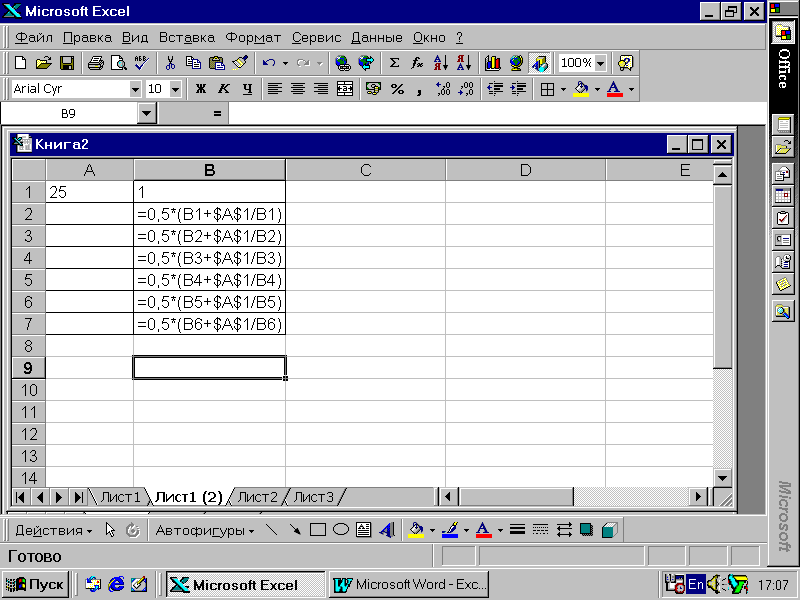 Microsoft Excel
Файл Правка Вид Вставка Формат Сервис Данные Окно ?
100%
Arial Cyr 10 Ж К Ч
B9 =
Книга2
A B C D E
1 25 1
2 =0,5*(B1+$A$1/B1)
3 =0,5*(B2+$A$1/B2)
4 =0,5*(B3+$A$1/B3)
5 =0,5*(B4+$A$1/B4)
6 =0,5*(B5+$A$1/B5)
7 =0,5*(B6+$A$1/B6)
8
9
10
11
12
13
14
Лист1 Лист1 (2) Лист2 Лист3
Действия Автофигуры
Готово
Пуск Microsoft Excel Microsoft Word - Exc... En 17:07
Office
Microsoft